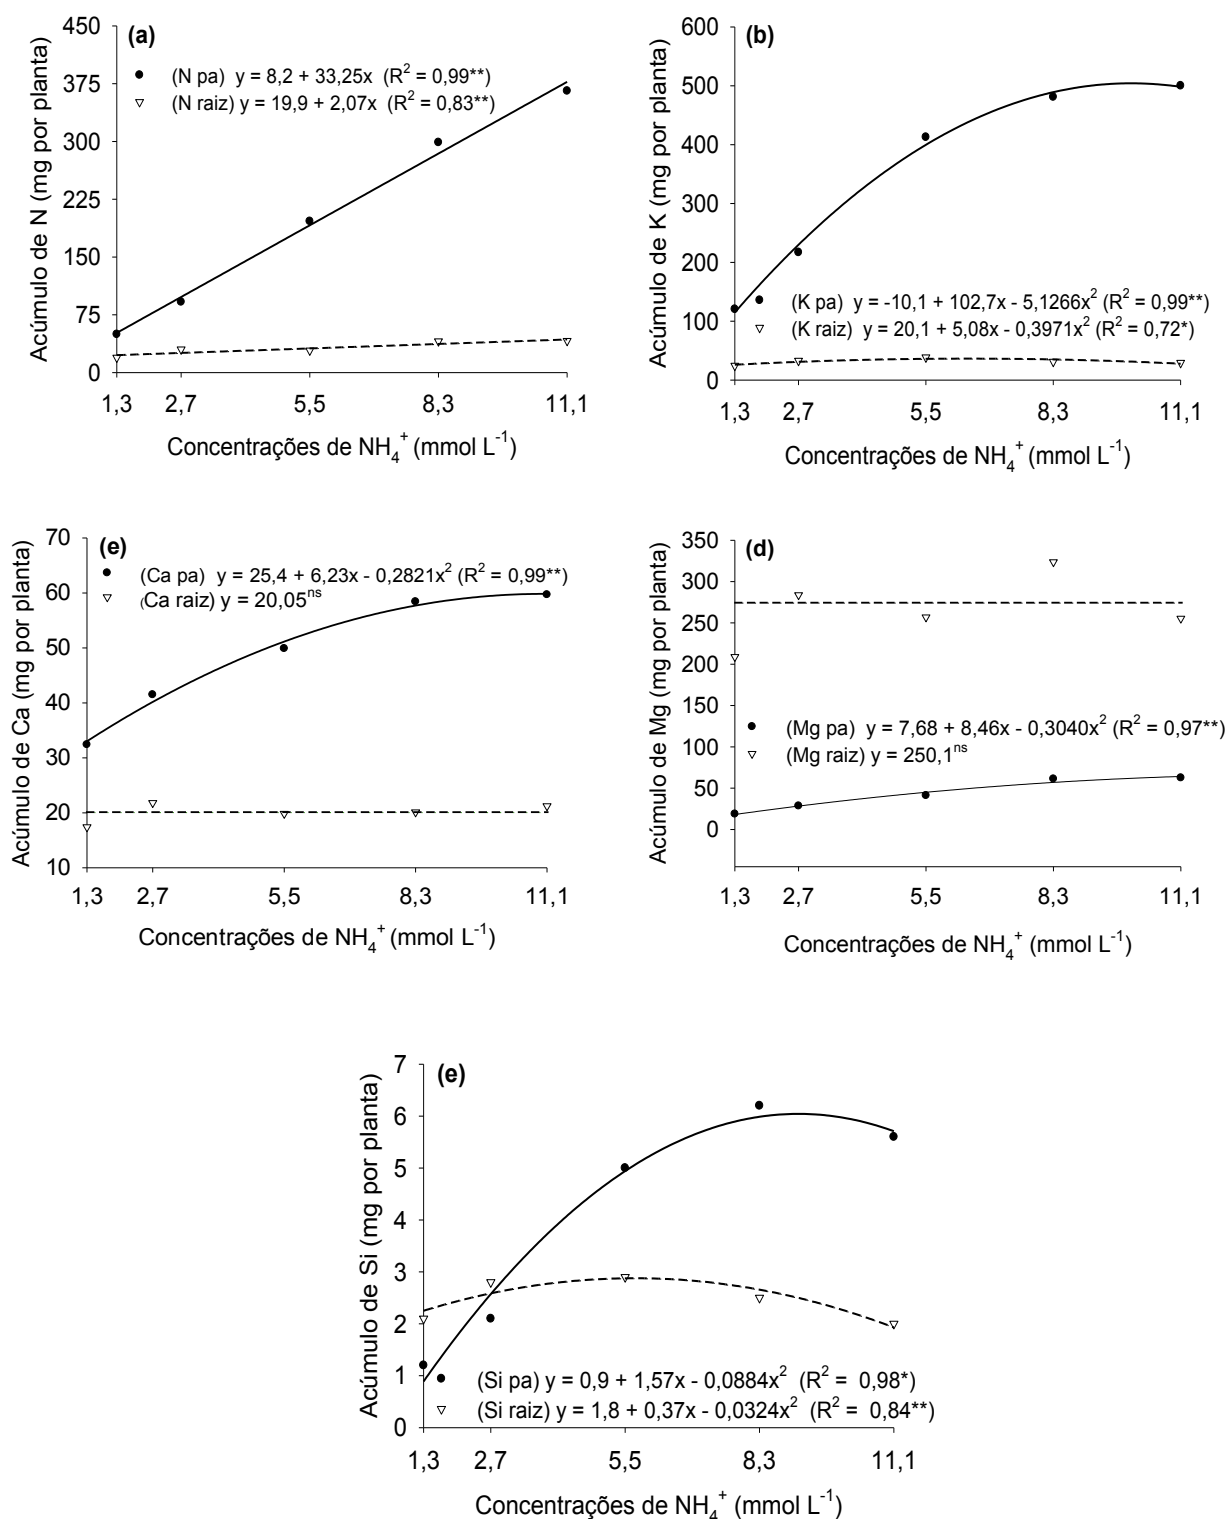 (a)
(N pa) y = 8,2 + 33,25x (R² = 0,99**)
(N raiz) y = 19,9 + 2,07x (R² = 0,83**)
Acúmulo de N (mg por planta)
450
375
300
225
150
75
0
1,3 2,7 5,5 8,3 11,1
Concentrações de NH₄⁺ (mmol L⁻¹)
(b)
Acúmulo de K (mg por planta)
600
500
400
300
200
100
0
(K pa) y = -10,1 + 102,7x - 5,1266x² (R² = 0,99**)
(K raiz) y = 20,1 + 5,08x - 0,3971x² (R² = 0,72*)
1,3 2,7 5,5 8,3 11,1
Concentrações de NH₄⁺ (mmol L⁻¹)
(e)
(Ca pa) y = 25,4 + 6,23x - 0,2821x² (R² = 0,99**)
(Ca raiz) y = 20,05ⁿˢ
Acúmulo de Ca (mg por planta)
70
60
50
40
30
20
10
1,3 2,7 5,5 8,3 11,1
Concentrações de NH₄⁺ (mmol L⁻¹)
(d)
Acúmulo de Mg (mg por planta)
350
300
250
200
150
100
50
0
(Mg pa) y = 7,68 + 8,46x - 0,3040x² (R² = 0,97**)
(Mg raiz) y = 250,1ⁿˢ
1,3 2,7 5,5 8,3 11,1
Concentrações de NH₄⁺ (mmol L⁻¹)
(e)
Acúmulo de Si (mg por planta)
7
6
5
4
3
2
1
0
(Si pa) y = 0,9 + 1,57x - 0,0884x² (R² = 0,98*)
(Si raiz) y = 1,8 + 0,37x - 0,0324x² (R² = 0,84**)
1,3 2,7 5,5 8,3 11,1
Concentrações de NH₄⁺ (mmol L⁻¹)